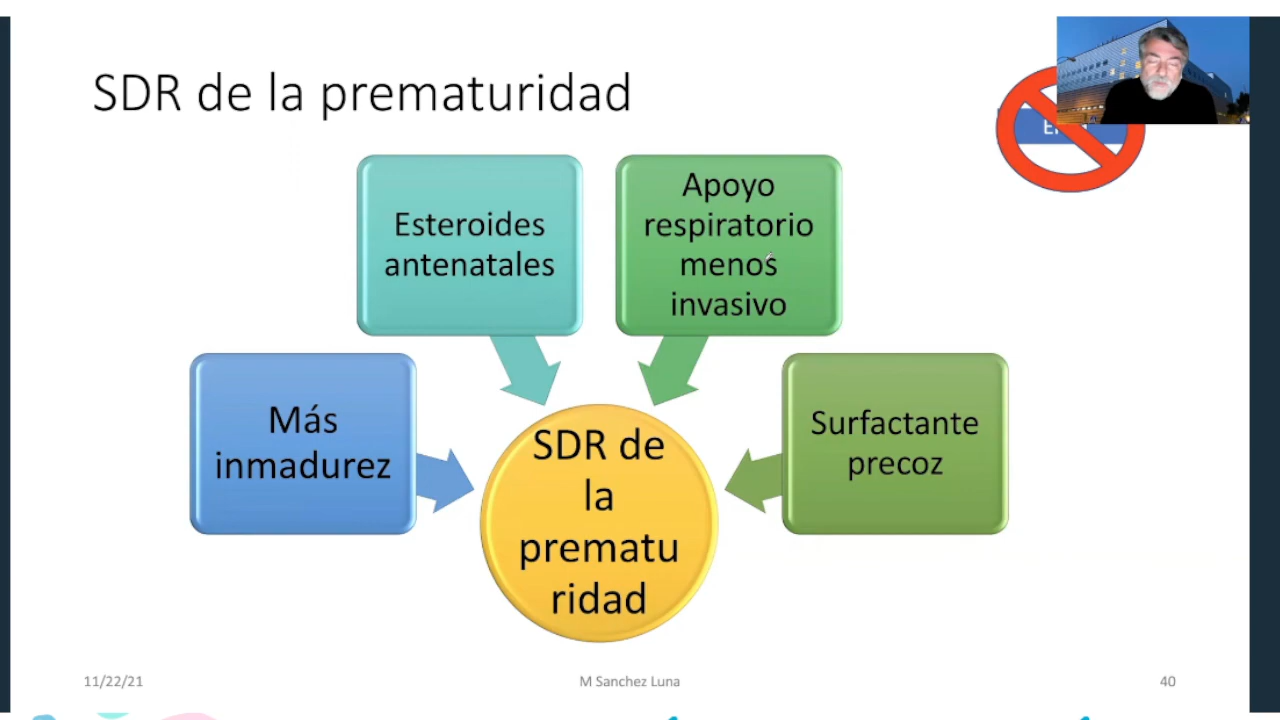 SDR de la prematuridad
Esteroides
antenatales
Apoyo
respiratorio
menos
invasivo
Más
inmadurez
Surfactante
precoz
SDR de
la
prematu
ridad
11/22/21
M Sanchez Luna
40